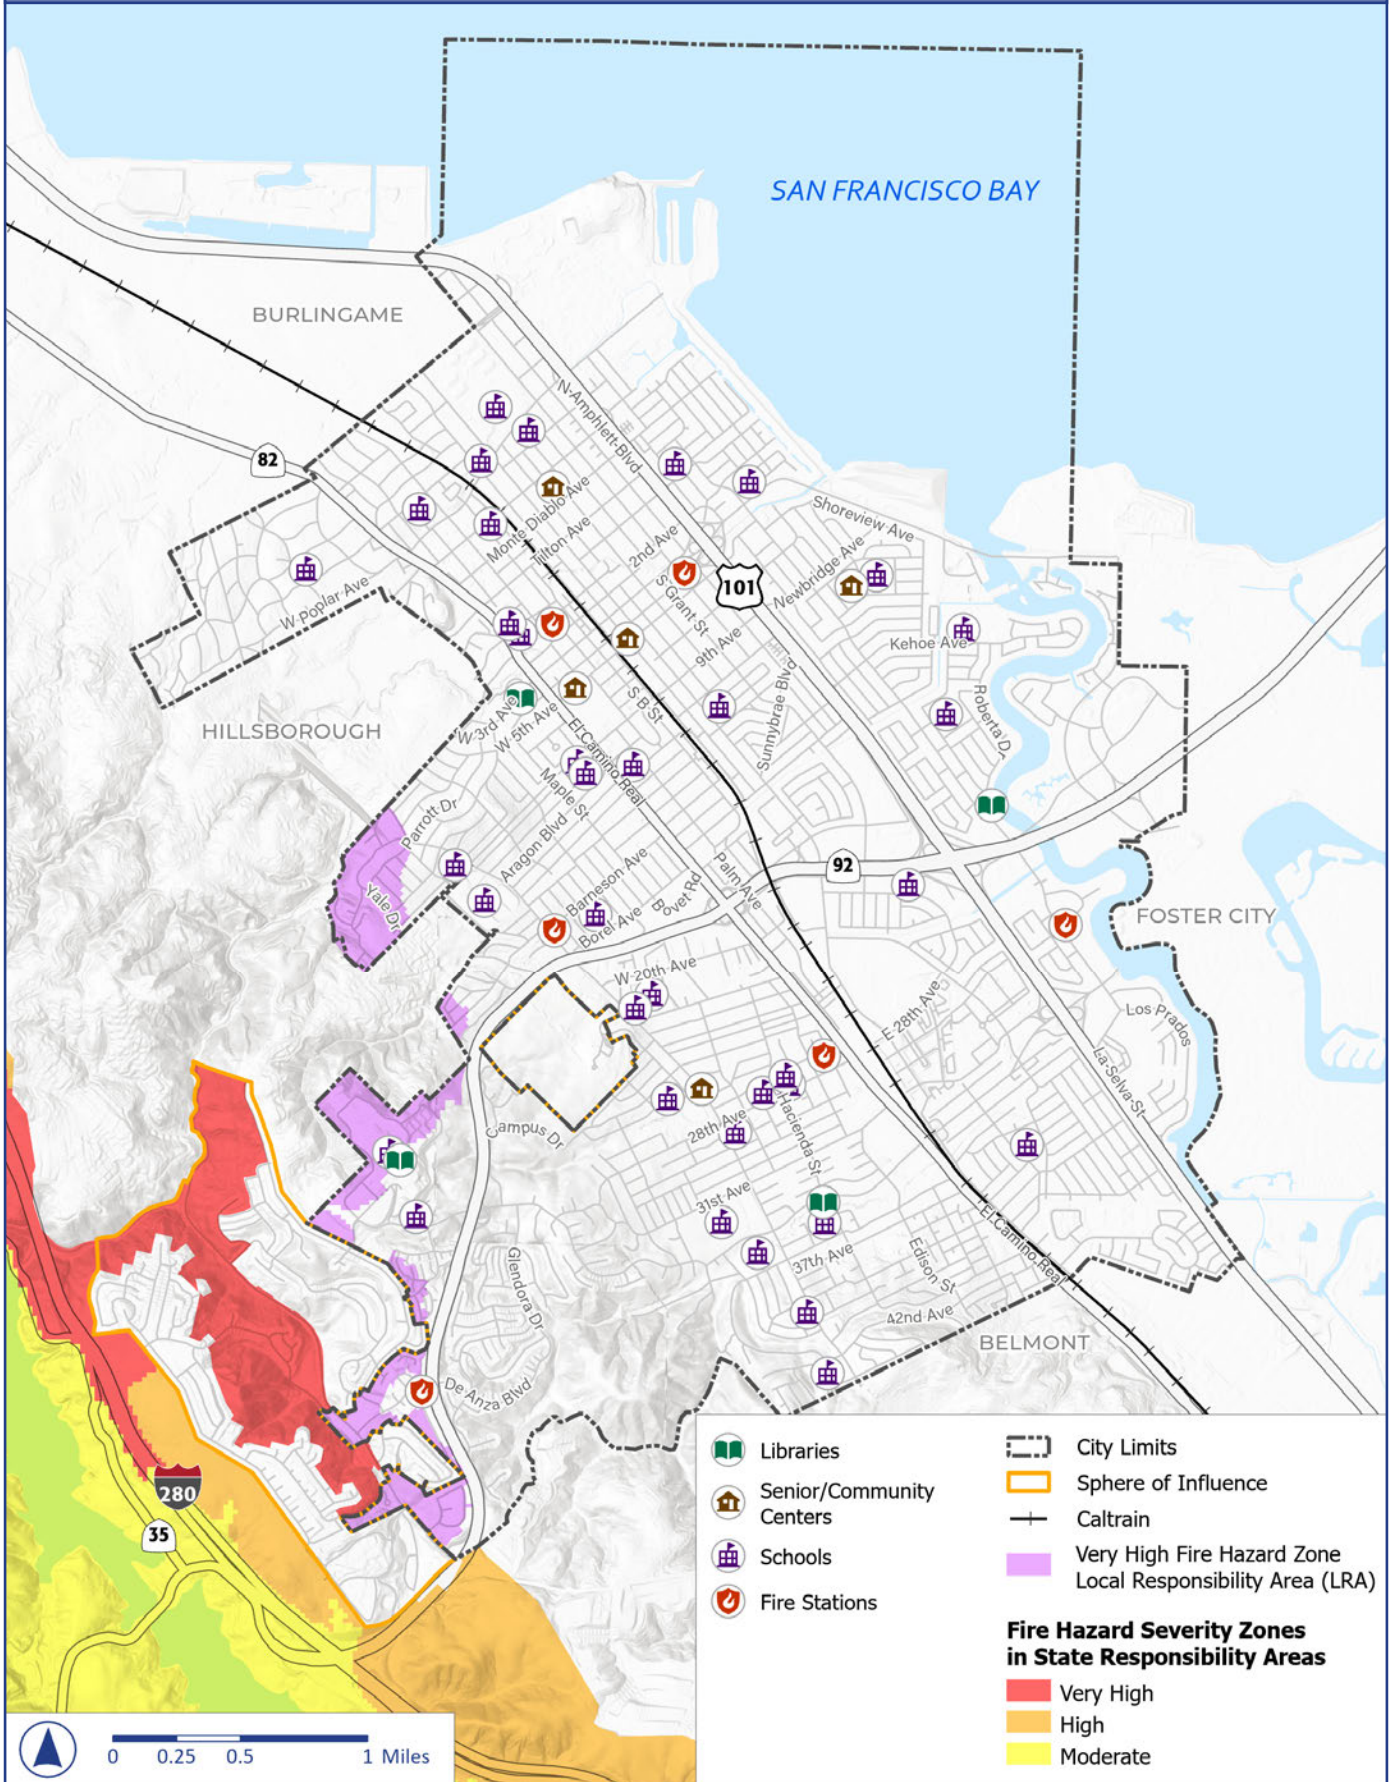 SAN FRANCISCO BAY
BURLINGAME
N Amphlett Blvd
82
Monte Diablo Ave
Tilton Ave
2nd Ave
Shoreview Ave
Newbridge Ave
101
S Grant St
W Poplar Ave
9th Ave
Kehoe Ave
HILLSBOROUGH
W 3rd Ave
W 5th Ave
S B St
Sunnybrae Blvd
Roberta Dr
El Camino Real
Maple St
Parrott Dr
Aragon Blvd
Yale Dr
Barneson Ave
Borel Ave
Bovet Rd
Palm Ave
92
FOSTER CITY
W 20th Ave
E 28th Ave
Los Prados
La Selva St
Campus Dr
28th Ave
Hacienda St
31st Ave
37th Ave
Edison St
El Camino Real
Glendora Dr
42nd Ave
BELMONT
De Anza Blvd
280
35
Libraries
Senior/Community
Centers
Schools
Fire Stations
City Limits
Sphere of Influence
Caltrain
Very High Fire Hazard Zone
Local Responsibility Area (LRA)
Fire Hazard Severity Zones
in State Responsibility Areas
Very High
High
Moderate
0 0.25 0.5 1 Miles